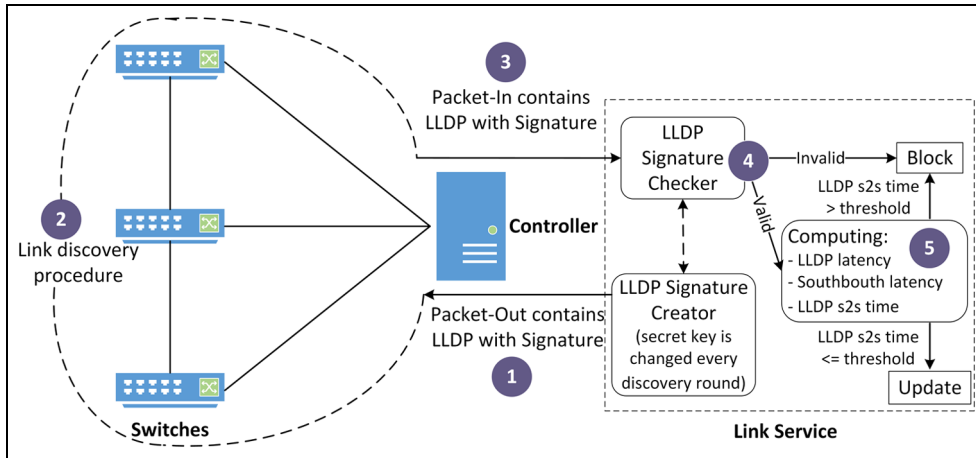 3
Packet-In contains
LLDP with Signature
2
Link discovery
procedure
Switches
Controller
Packet-Out contains
LLDP with Signature
1
LLDP
Signature
Checker
4
Invalid
Block
Valid
LLDP s2s time
> threshold
Computing:
- LLDP latency
- Southbouth latency
- LLDP s2s time
5
LLDP Signature
Creator
(secret key is
changed every
discovery round)
LLDP s2s time
<= threshold
Update
Link Service